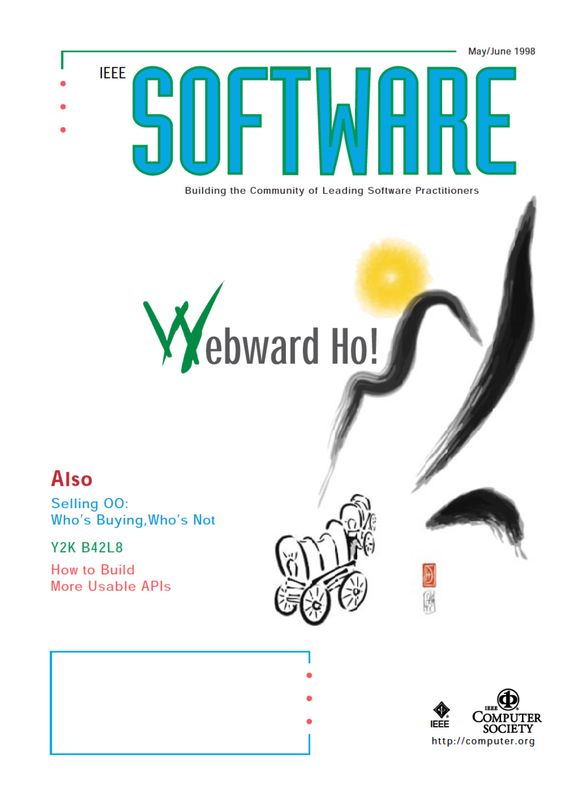 May/June 1998
IEEE
SOFTWARE
Building the Community of Leading Software Practitioners
Webward Ho!
Also
Selling OO:
Who's Buying,Who's Not
Y2K B42L8
How to Build
More Usable APIs
IEEE
IEEE
COMPUTER
SOCIETY
http://computer.org